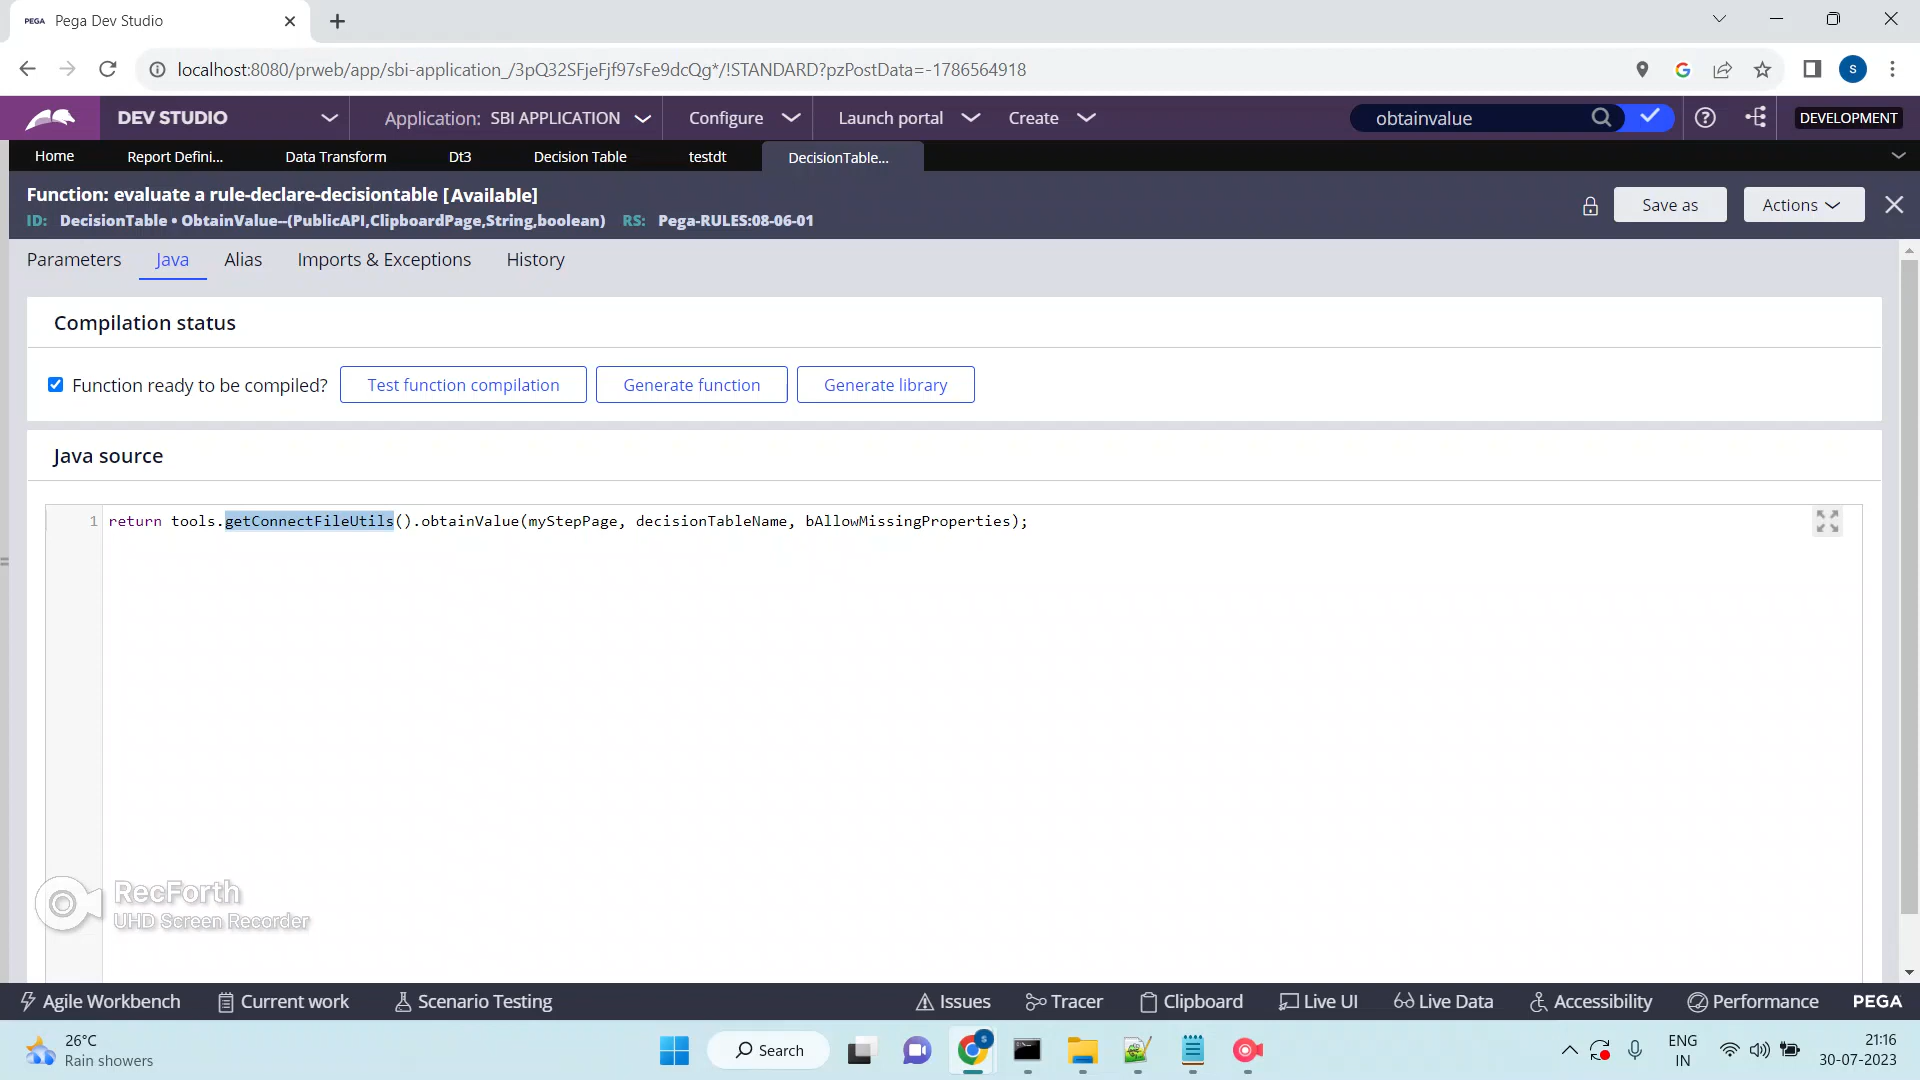 PEGA Pega Dev Studio
localhost:8080/prweb/app/sbi-application_/3pQ32SFjeFjf97sFe9dcQg*/!STANDARD?pzPostData=-1786564918
S
DEV STUDIO Application: SBI APPLICATION Configure Launch portal Create obtainvalue DEVELOPMENT
Home Report Defini... Data Transform Dt3 Decision Table testdt DecisionTable...
Function: evaluate a rule-declare-decisiontable [Available]
ID: DecisionTable • ObtainValue--(PublicAPI,ClipboardPage,String,boolean) RS: Pega-RULES:08-06-01
Save as Actions
Parameters Java Alias Imports & Exceptions History
Compilation status
Function ready to be compiled? Test function compilation Generate function Generate library
Java source
1 return tools.getConnectFileUtils().obtainValue(myStepPage, decisionTableName, bAllowMissingProperties);
RecForth
UHD Screen Recorder
Agile Workbench Current work Scenario Testing Issues Tracer Clipboard Live UI Live Data Accessibility Performance PEGA
26°C
Rain showers
Search
S
ENG
IN
21:16
30-07-2023